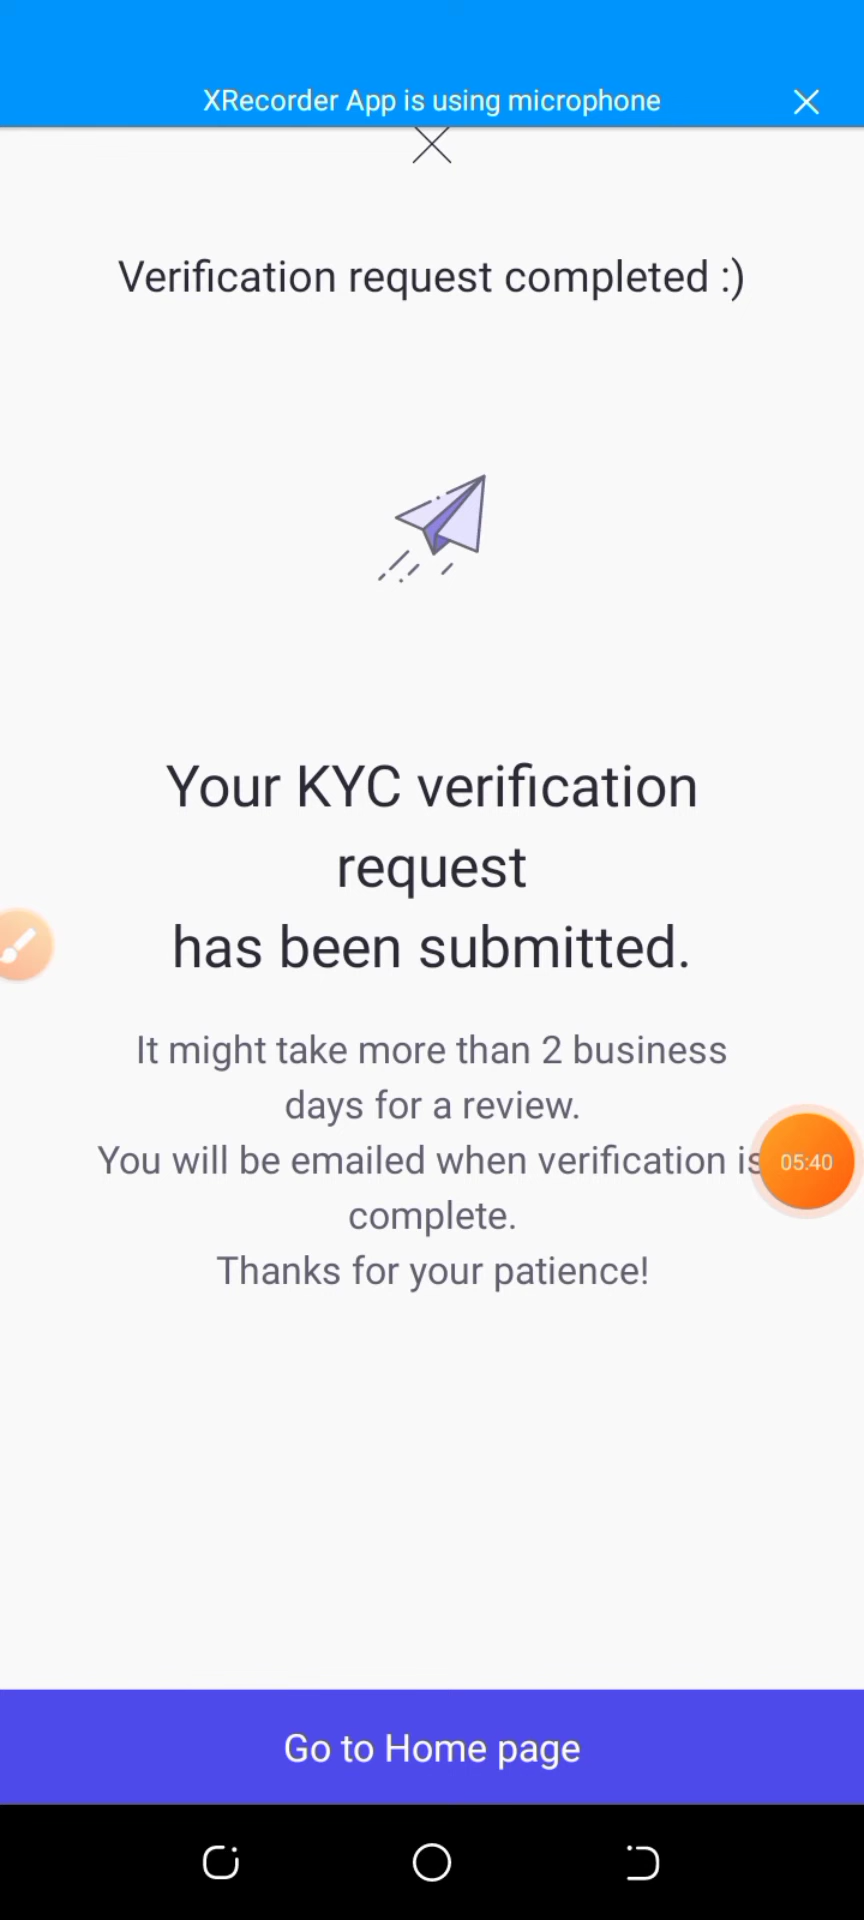 XRecorder App is using microphone
Verification request completed :)
Your KYC verification
request
has been submitted.
It might take more than 2 business
days for a review.
You will be emailed when verification is
05:40
complete.
Thanks for your patience!
Go to Home page